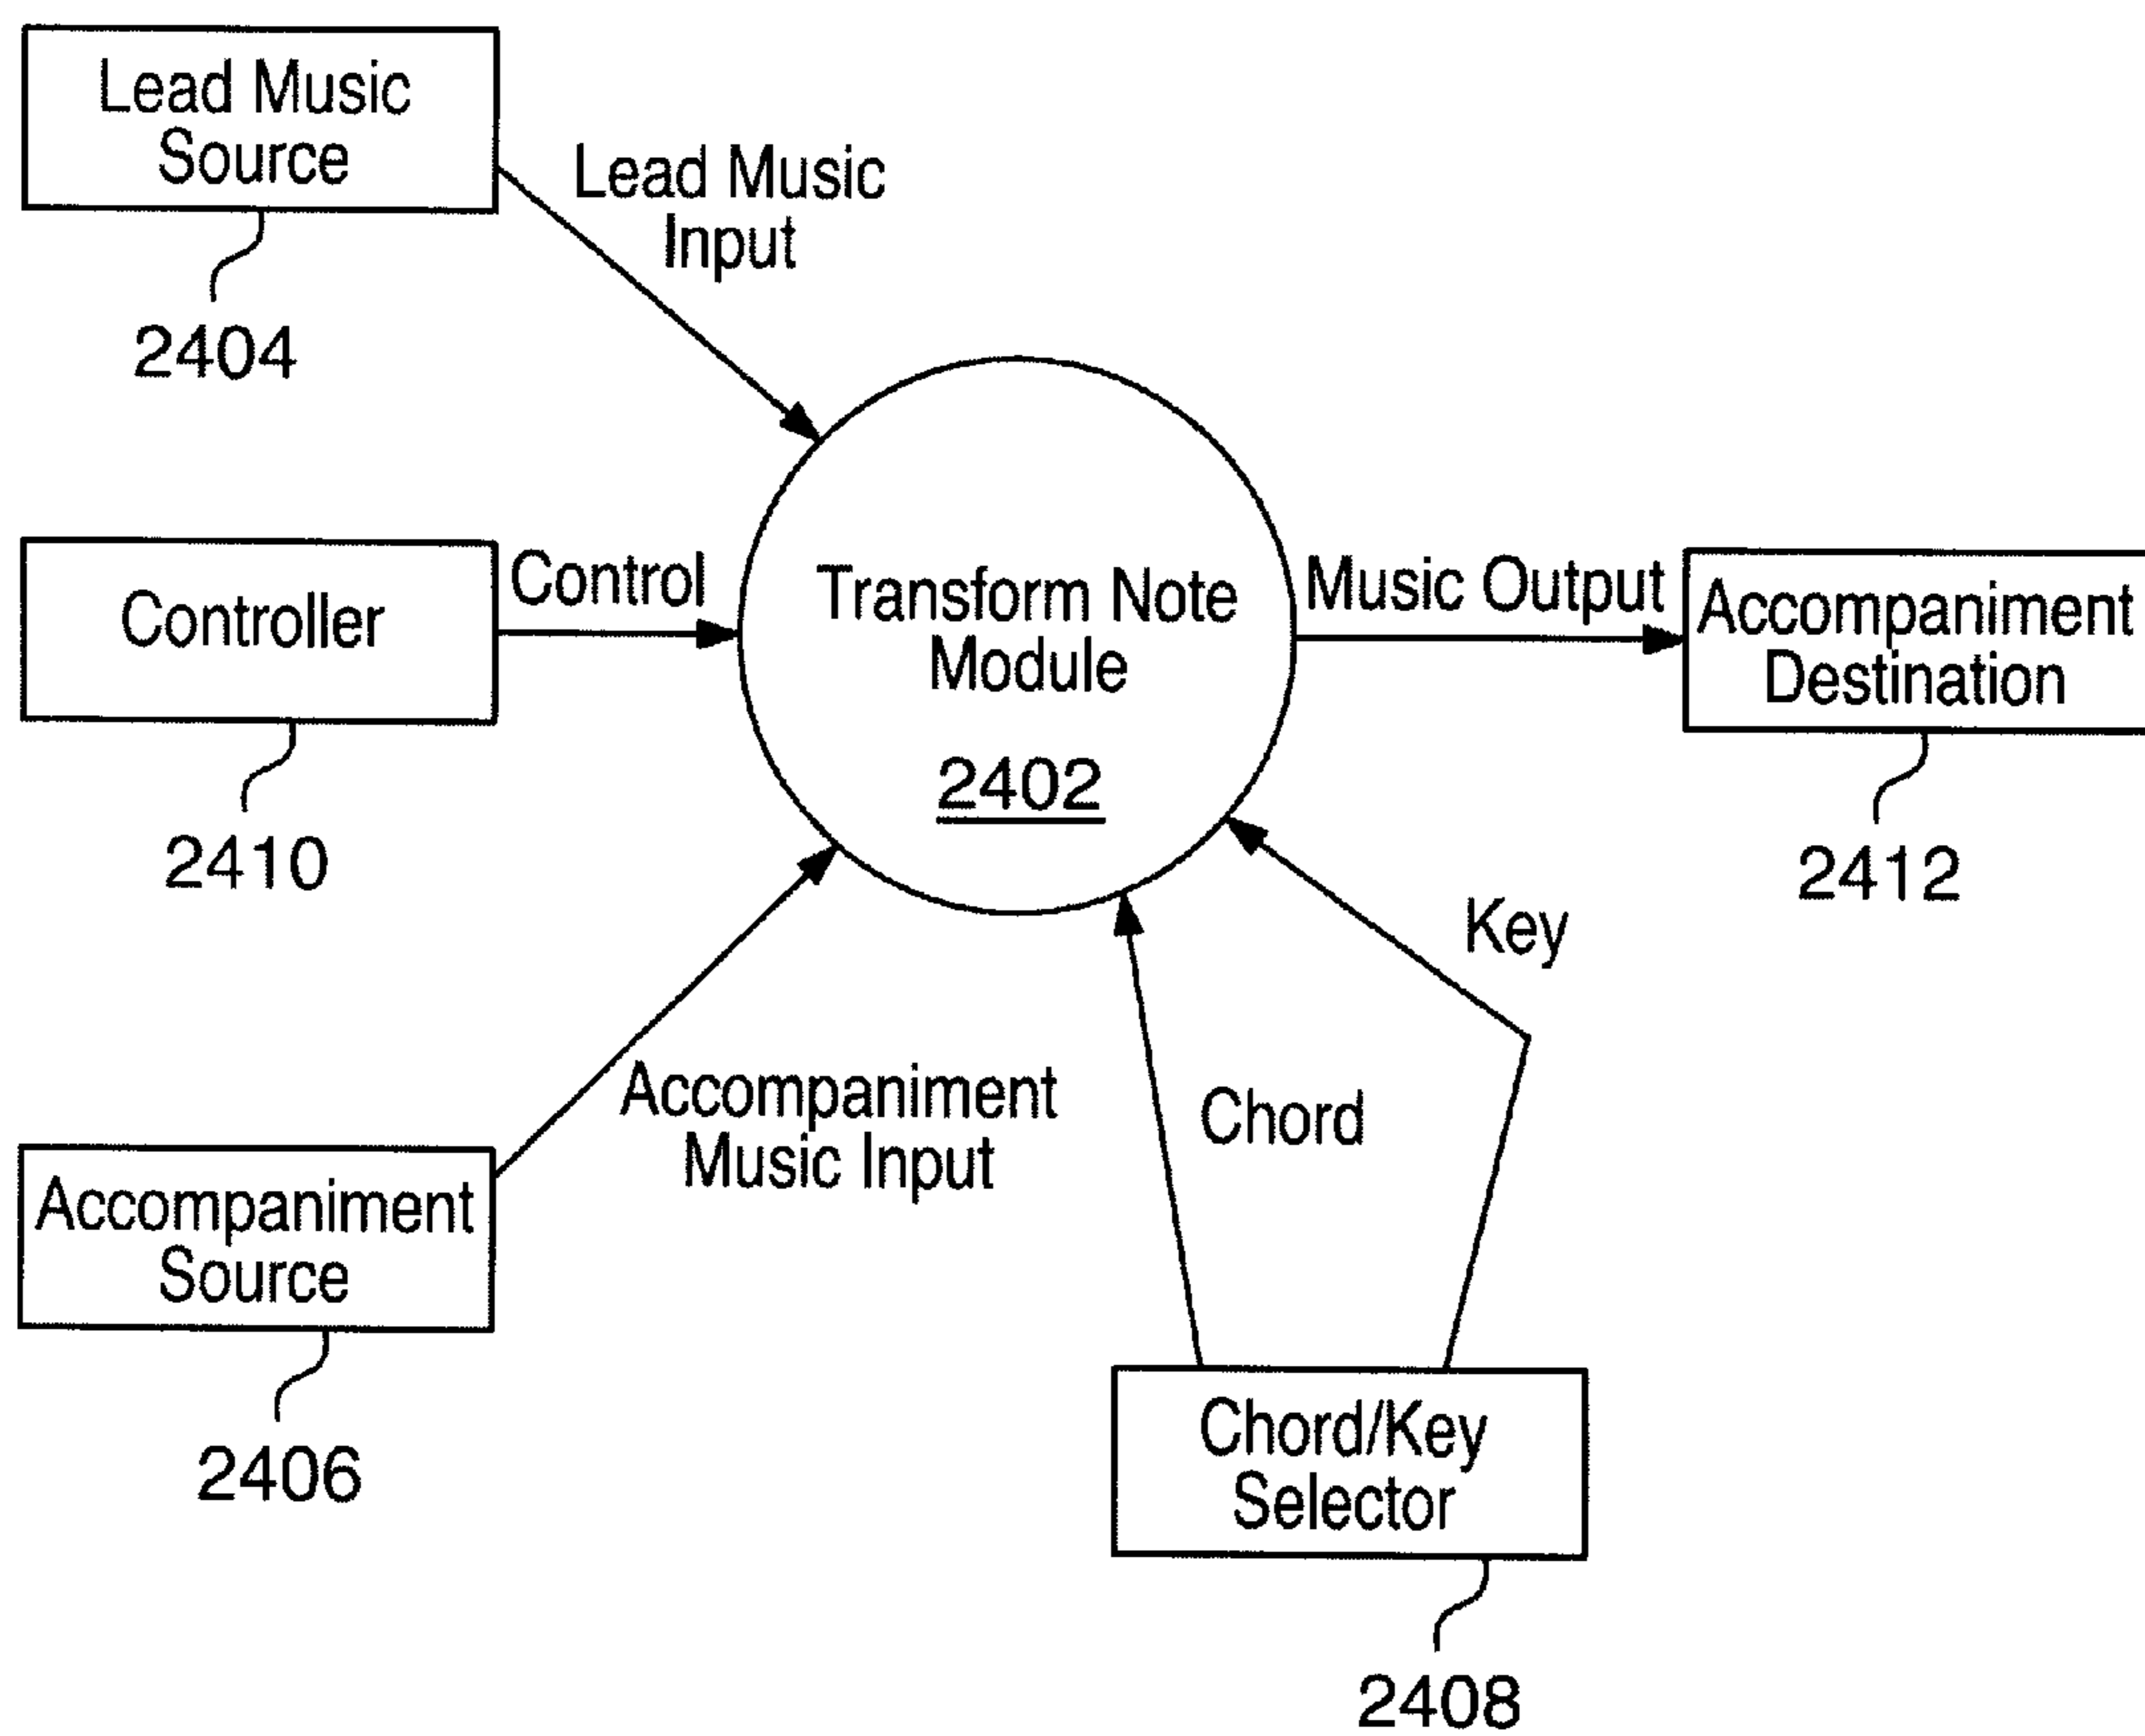 Lead Music
Source
2404
Lead Music
Input
Controller
2410
Control
Transform Note
Module
2402
Music Output
Accompaniment
Destination
2412
Accompaniment
Source
2406
Accompaniment
Music Input
Chord
Key
Chord/Key
Selector
2408